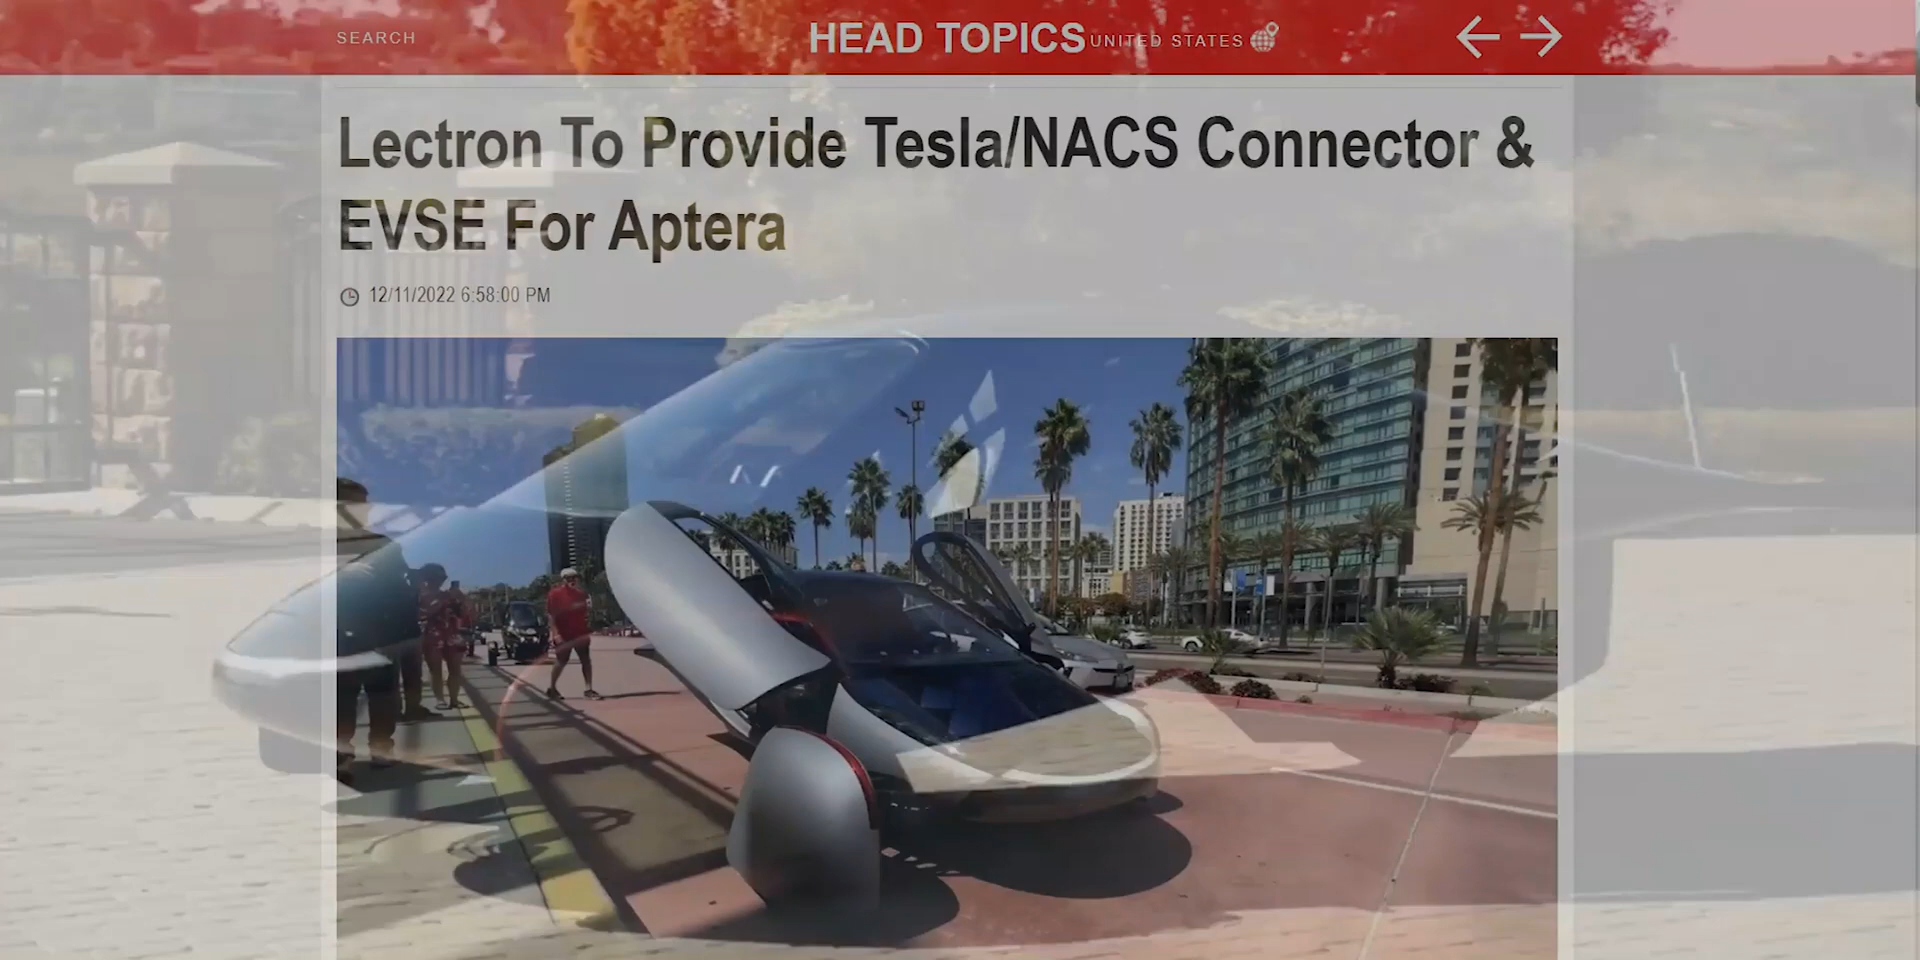 SEARCH
HEAD TOPICS UNITED STATES
Lectron To Provide Tesla/NACS Connector &
EVSE For Aptera
12/11/2022 6:58:00 PM